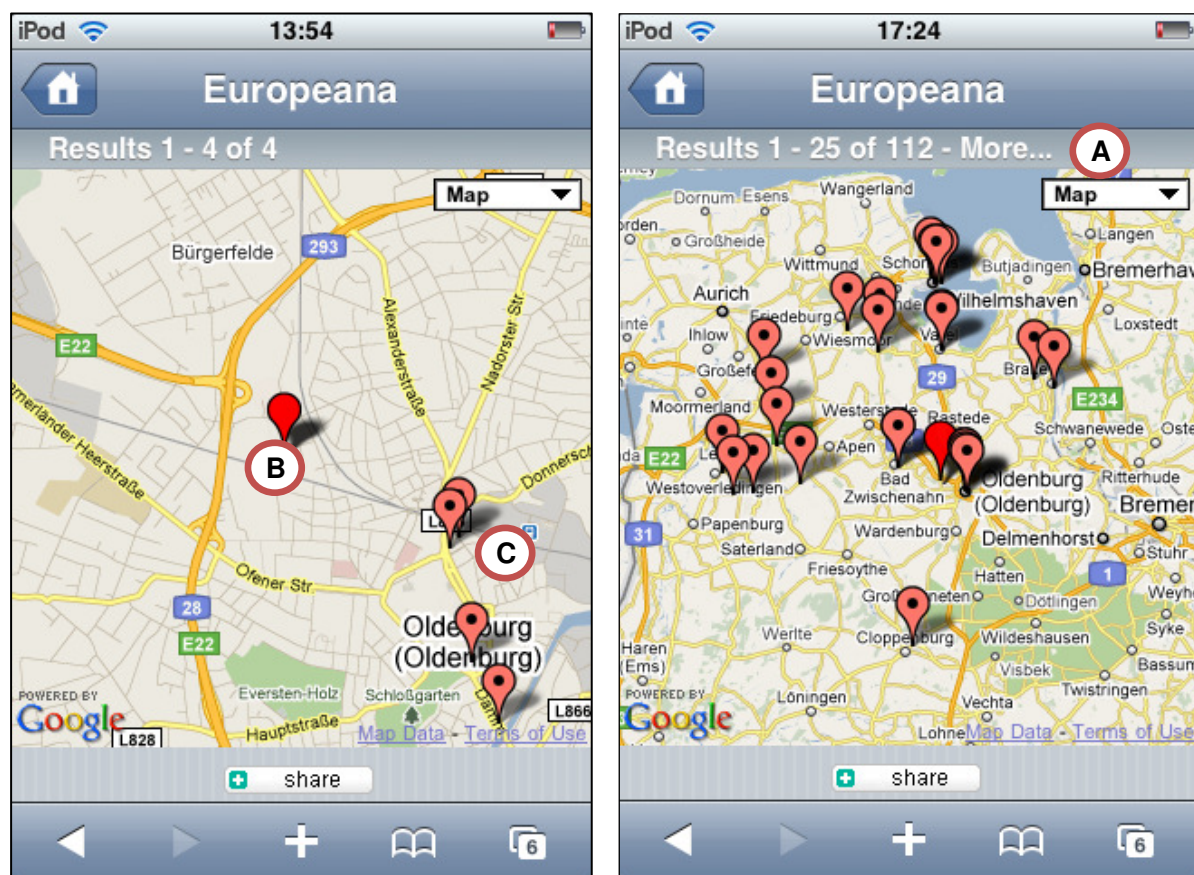 iPod 13:54
Europeana
Results 1 - 4 of 4
Map
Bürgerfelde
293
Alexanderstraße
Nadorster Str
E22
B
Donnersch
C
Ofener Str.
28
E22
Oldenburg
(Oldenburg)
Eversten-Holz
Schloßgarten
Hauptstraße
L866
L828
POWERED BY
Google
Map Data - Terms of Use
share
6
iPod 17:24
Europeana
Results 1 - 25 of 112 - More...
A
Map
Dornum
Esens
Wangerland
Großheide
Langen
Wittmund
Butjadingen
Bremerhav
Aurich
Friedeburg
Wilhelmshaven
Loxstedt
Ihlow
Wiesmoor
29
E234
Moormerland
Rastede
Schwanewede
Oste
E22
Apen
Westoverledingen
Bad
Zwischenahn
Oldenburg
(Oldenburg)
Ritterhude
Bremen
31
Papenburg
Wardenburg
Delmenhorst
Saterland
Stuhr
Friesoythe
Hatten
1
Dötlingen
Weyh
Werlte
Cloppenburg
Wildeshausen
Syke
Haren
(Ems)
Visbek
Bassum
Twistringen
Löningen
Vechta
Lohne
POWERED BY
Google
Map Data - Terms of Use
share
6